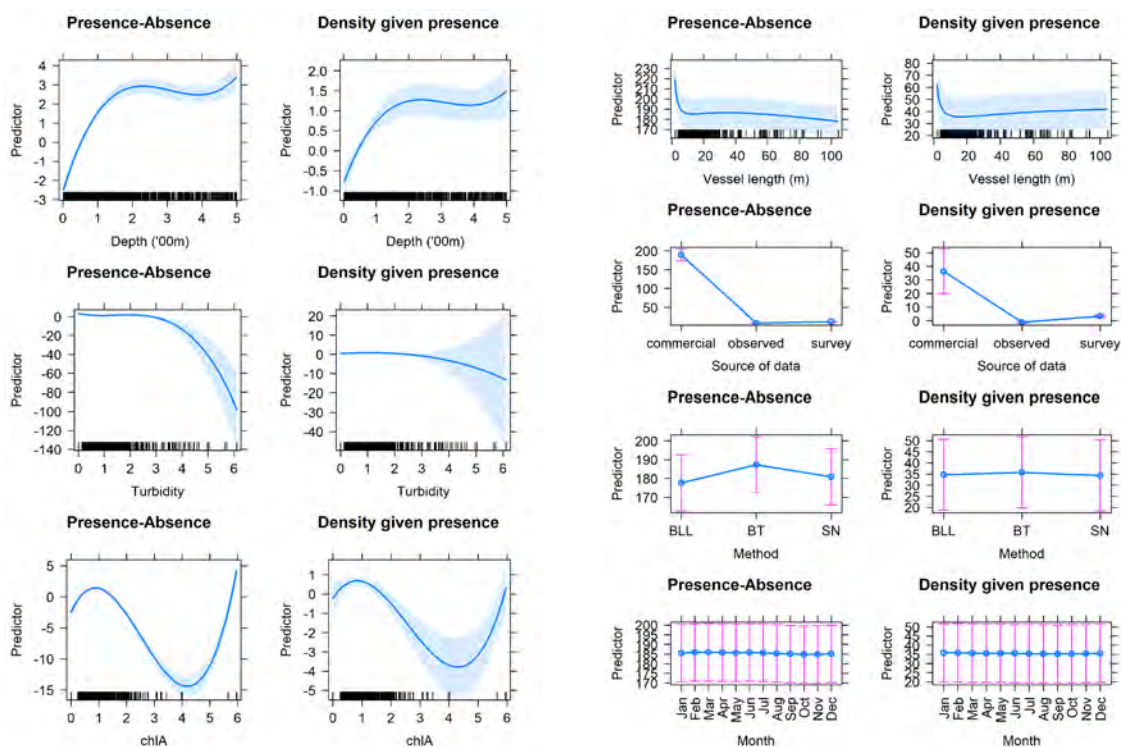 Presence-Absence
Density given presence
Predictor
4
3
2
1
0
-1
-2
-3
0 1 2 3 4 5
Depth ('00m)
Predictor
2.0
1.5
1.0
0.5
0.0
-0.5
-1.0
0 1 2 3 4 5
Depth ('00m)
Presence-Absence
Density given presence
Predictor
0
-20
-40
-60
-80
-100
-120
-140
0 1 2 3 4 5 6
Turbidity
Predictor
20
10
0
-10
-20
-30
-40
0 1 2 3 4 5 6
Turbidity
Presence-Absence
Density given presence
Predictor
5
0
-5
-10
-15
0 1 2 3 4 5 6
chlA
Predictor
1
0
-1
-2
-3
-4
-5
0 1 2 3 4 5 6
chlA
Presence-Absence
Density given presence
Predictor
230
220
210
200
190
180
170
0 20 40 60 80 100
Vessel length (m)
Predictor
80
70
60
50
40
30
20
0 20 40 60 80 100
Vessel length (m)
Presence-Absence
Density given presence
Predictor
200
150
100
50
commercial observed survey
Source of data
Predictor
50
40
30
20
10
0
commercial observed survey
Source of data
Presence-Absence
Density given presence
Predictor
200
190
180
170
BLL BT SN
Method
Predictor
50
45
40
35
30
25
20
BLL BT SN
Method
Presence-Absence
Density given presence
Predictor
200
195
190
185
180
175
170
Jan Feb Mar Apr May Jun Jul Aug Sep Oct Nov Dec
Month
Predictor
50
45
40
35
30
25
20
Jan Feb Mar Apr May Jun Jul Aug Sep Oct Nov Dec
Month